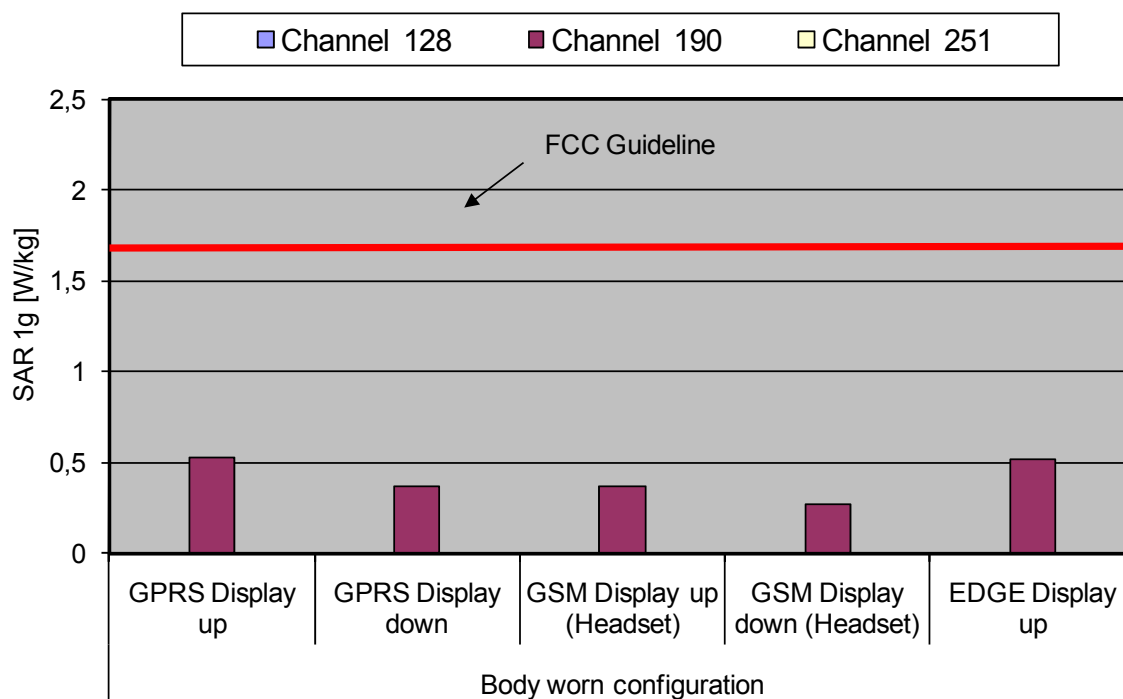 Channel 128 Channel 190 Channel 251
2,5
FCC Guideline
2
1,5
1
0,5
0
SAR 1g [W/kg]
GPRS Display up
GPRS Display down
GSM Display up (Headset)
GSM Display down (Headset)
EDGE Display up
Body worn configuration